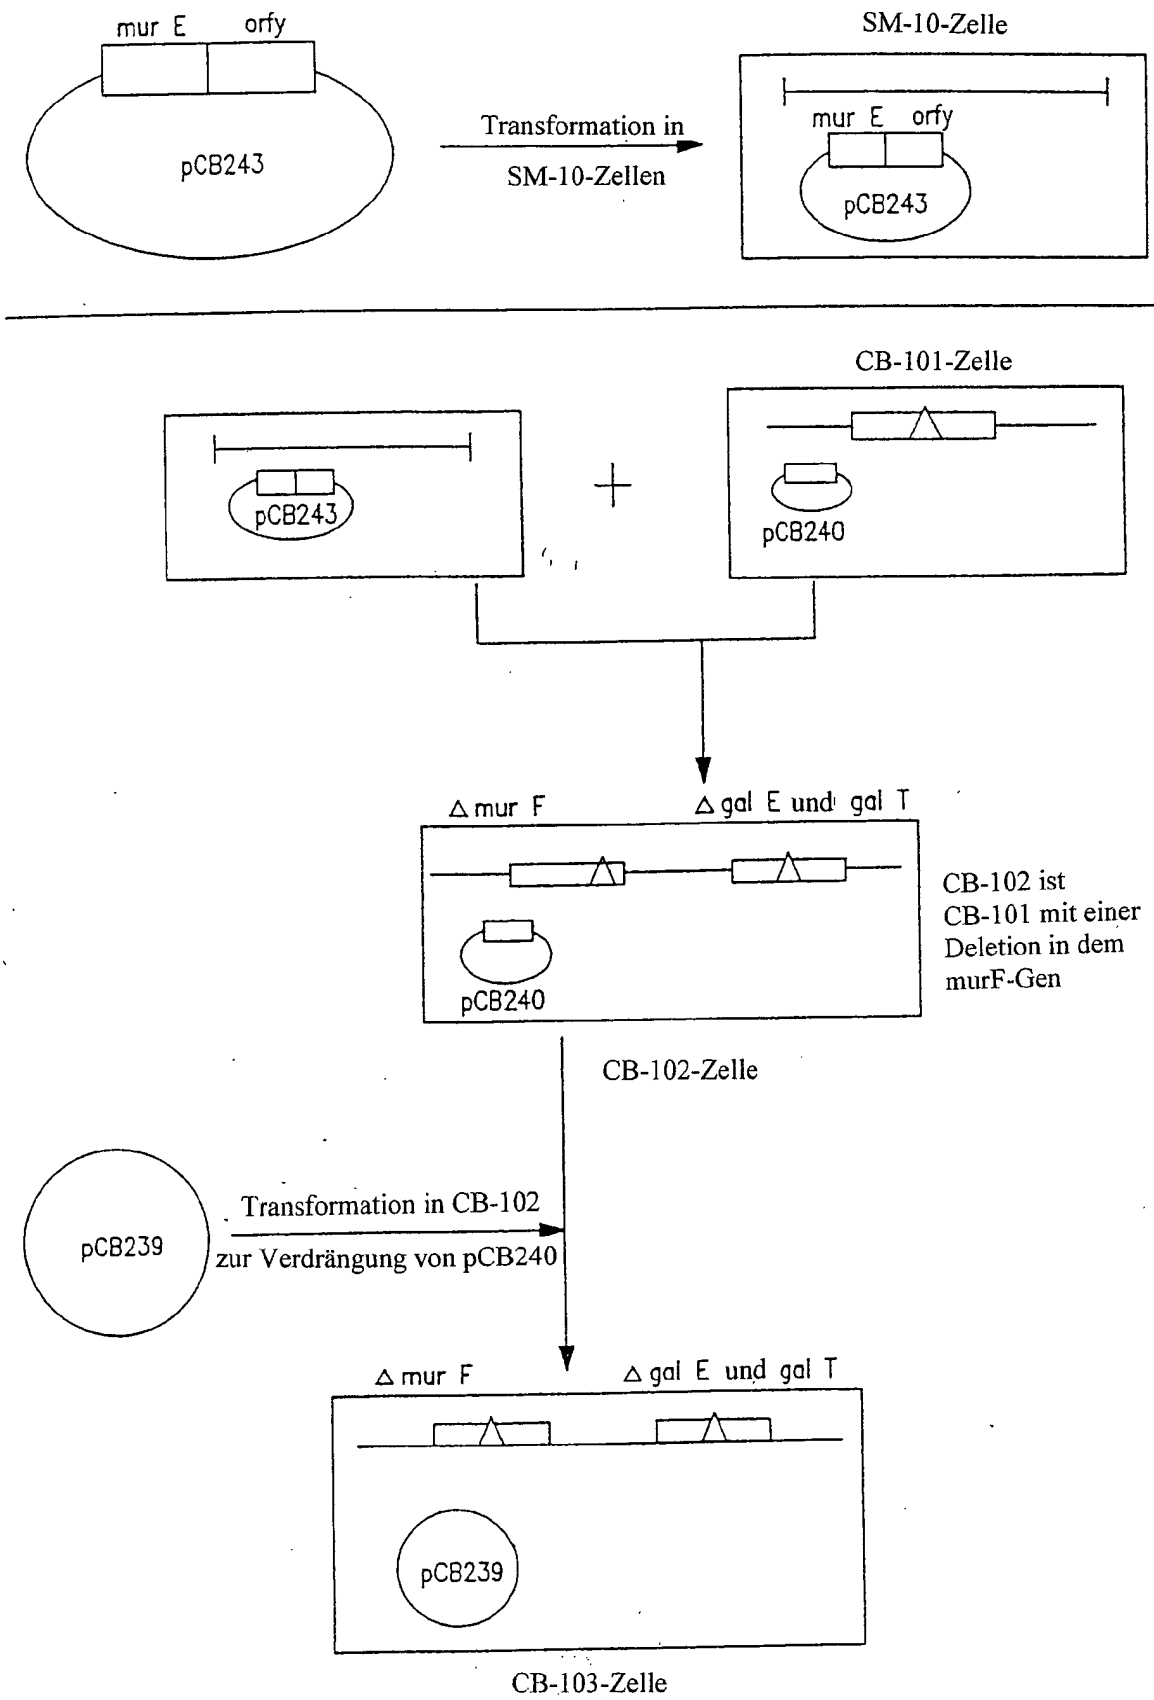 mur E orfy
pCB243
Transformation in
SM-10-Zellen
SM-10-Zelle
mur E orfy
pCB243
CB-101-Zelle
pCB243
+
pCB240
Δ mur F Δ gal E und gal T
pCB240
CB-102 ist
CB-101 mit einer
Deletion in dem
murF-Gen
CB-102-Zelle
pCB239
Transformation in CB-102
zur Verdrängung von pCB240
Δ mur F Δ gal E und gal T
pCB239
CB-103-Zelle